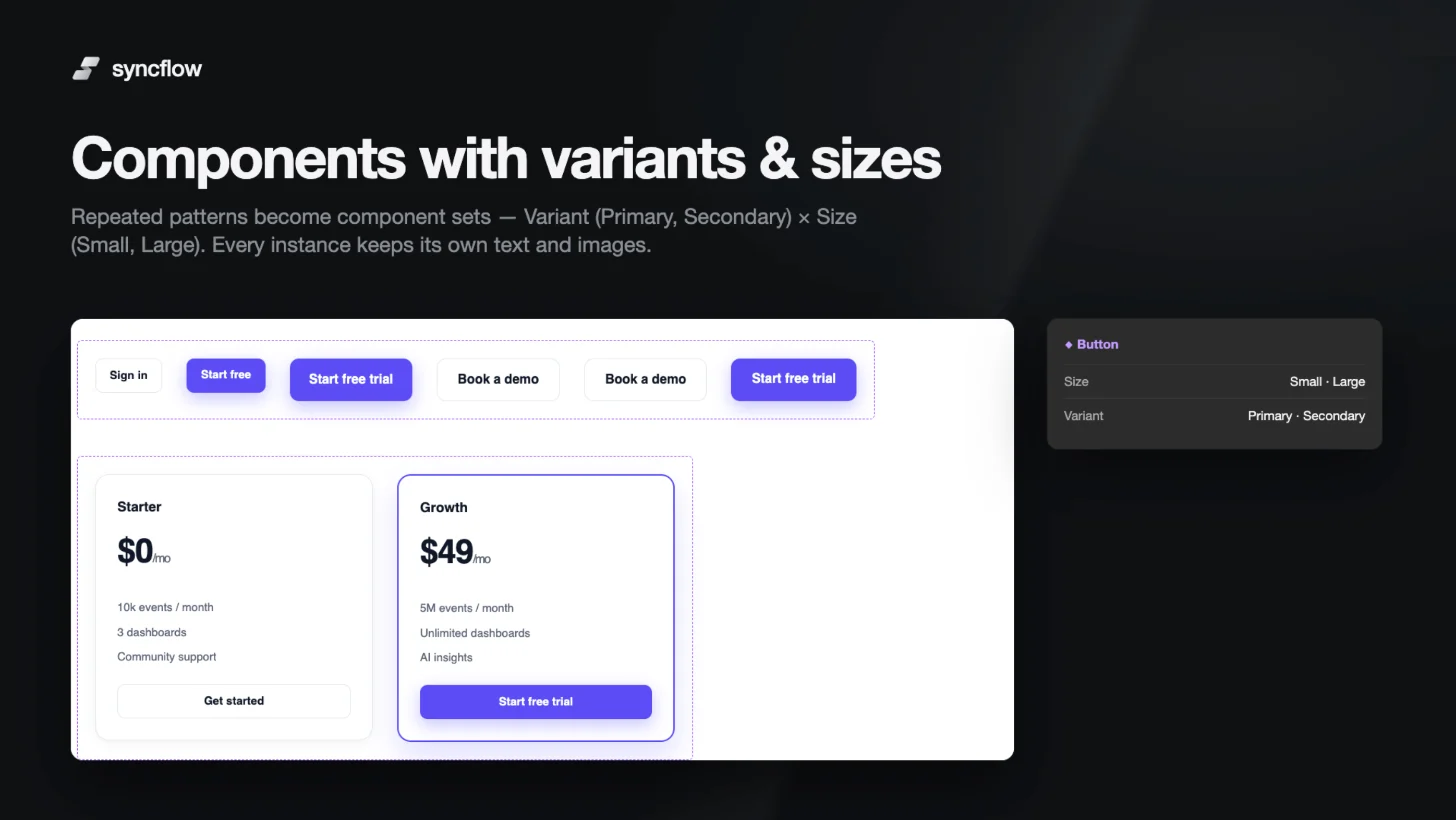 syncflow
Components with variants & sizes
Repeated patterns become component sets — Variant (Primary, Secondary) × Size
(Small, Large). Every instance keeps its own text and images.
Sign in
Start free
Start free trial
Book a demo
Book a demo
Start free trial
Button
Size
Small · Large
Variant
Primary · Secondary
Starter
$0/mo
10k events / month
3 dashboards
Community support
Get started
Growth
$49/mo
5M events / month
Unlimited dashboards
AI insights
Start free trial